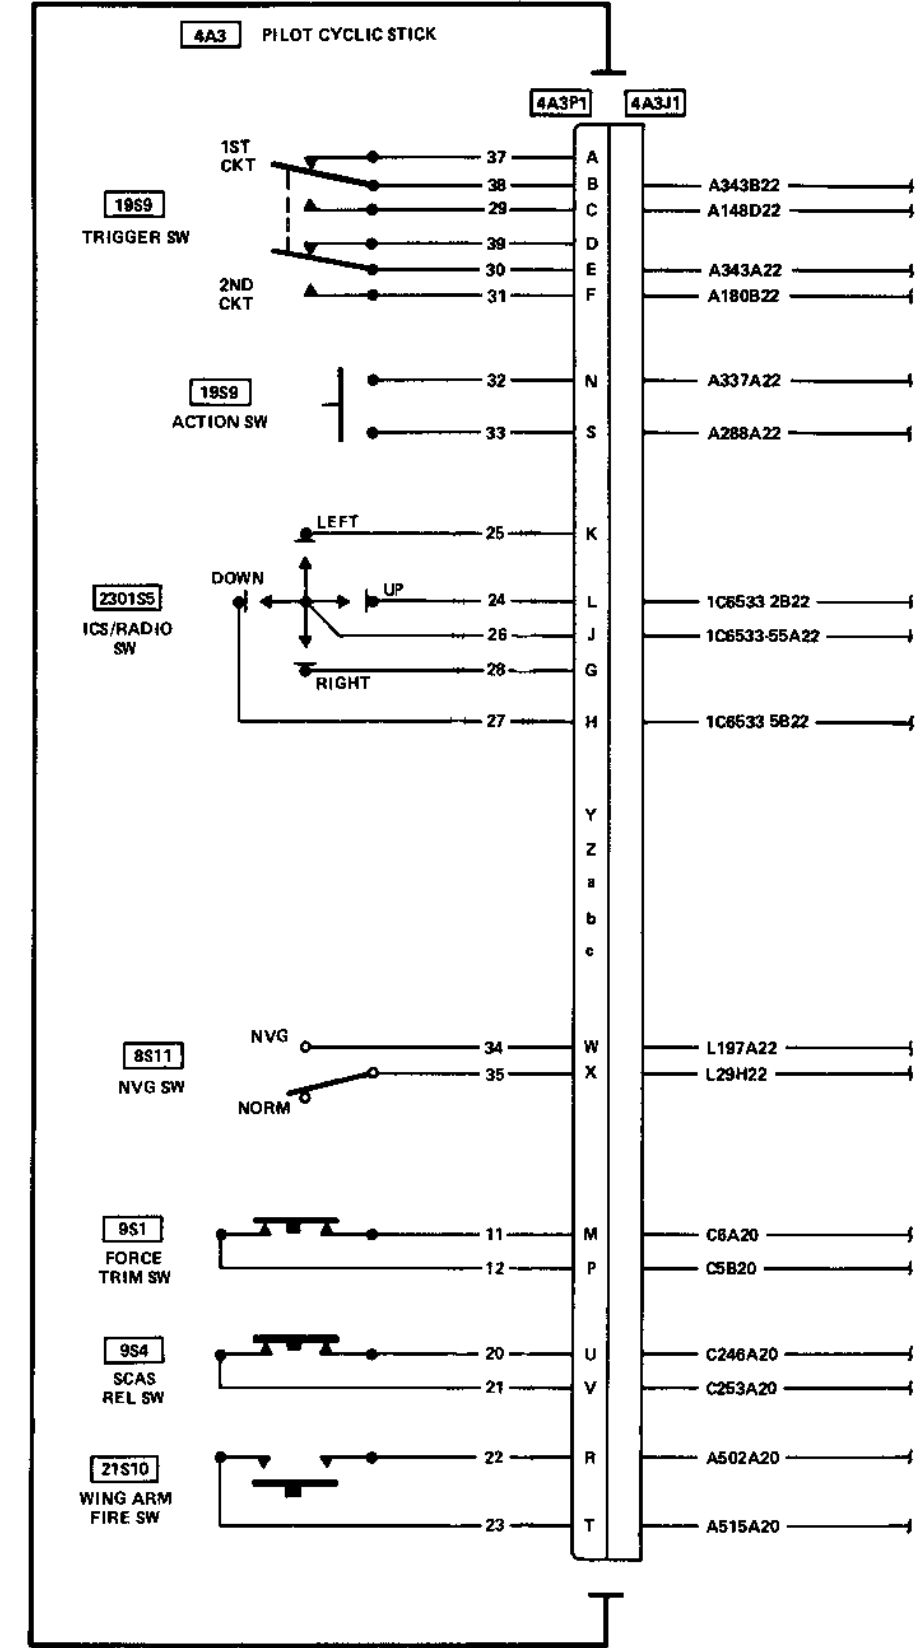 4A3 PILOT CYCLIC STICK
4A3P1 4A3J1
1ST
CKT
37 A
38 B A343B22
19S9
29 C A148D22
TRIGGER SW
39 D
30 E A343A22
2ND
CKT
31 F A180B22
32 N A337A22
19S9
ACTION SW
33 S A288A22
LEFT
25 K
DOWN
UP
2301S5
24 L 1C6533 2B22
ICS/RADIO
SW
26 J 1C6533-55A22
28 G
RIGHT
27 H 1C6533 5B22
Y
Z
a
b
c
NVG
34 W L197A22
8S11
NVG SW
35 X L29H22
NORM
9S1
11 M C6A20
FORCE
TRIM SW
12 P C5B20
9S4
20 U C246A20
SCAS
REL SW
21 V C253A20
21S10
22 R A502A20
WING ARM
FIRE SW
23 T A515A20